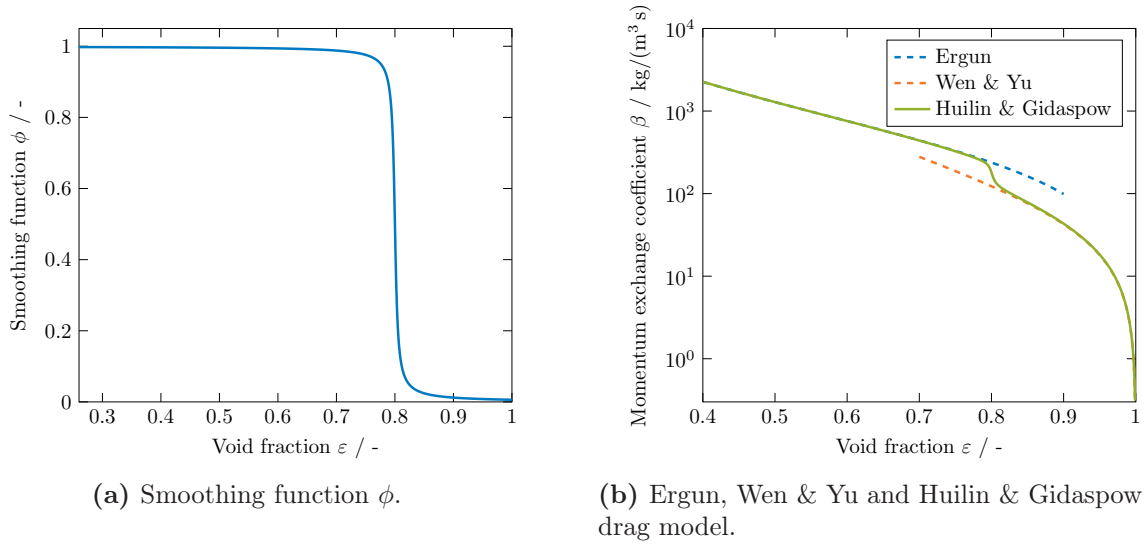 1
0.8
0.6
0.4
0.2
0
0.3 0.4 0.5 0.6 0.7 0.8 0.9 1
Smoothing function ϕ / -
Void fraction ε / -
(a) Smoothing function ϕ.
10⁴
10³
10²
10¹
10⁰
0.4 0.5 0.6 0.7 0.8 0.9 1
Momentum exchange coefficient β / kg/(m³ s)
Void fraction ε / -
Ergun
Wen & Yu
Huilin & Gidaspow
(b) Ergun, Wen & Yu and Huilin & Gidaspow
drag model.